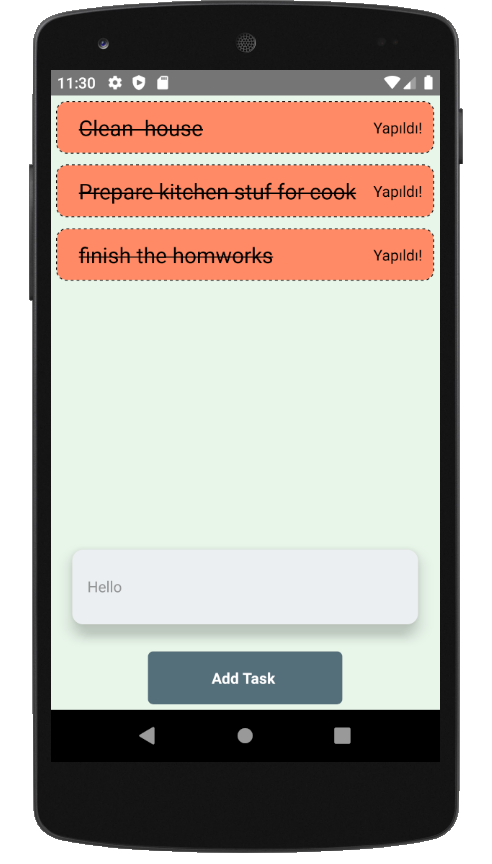 11:30
Clean house Yapıldı!
Prepare kitchen stuf for cook Yapıldı!
finish the homworks Yapıldı!
Hello
Add Task